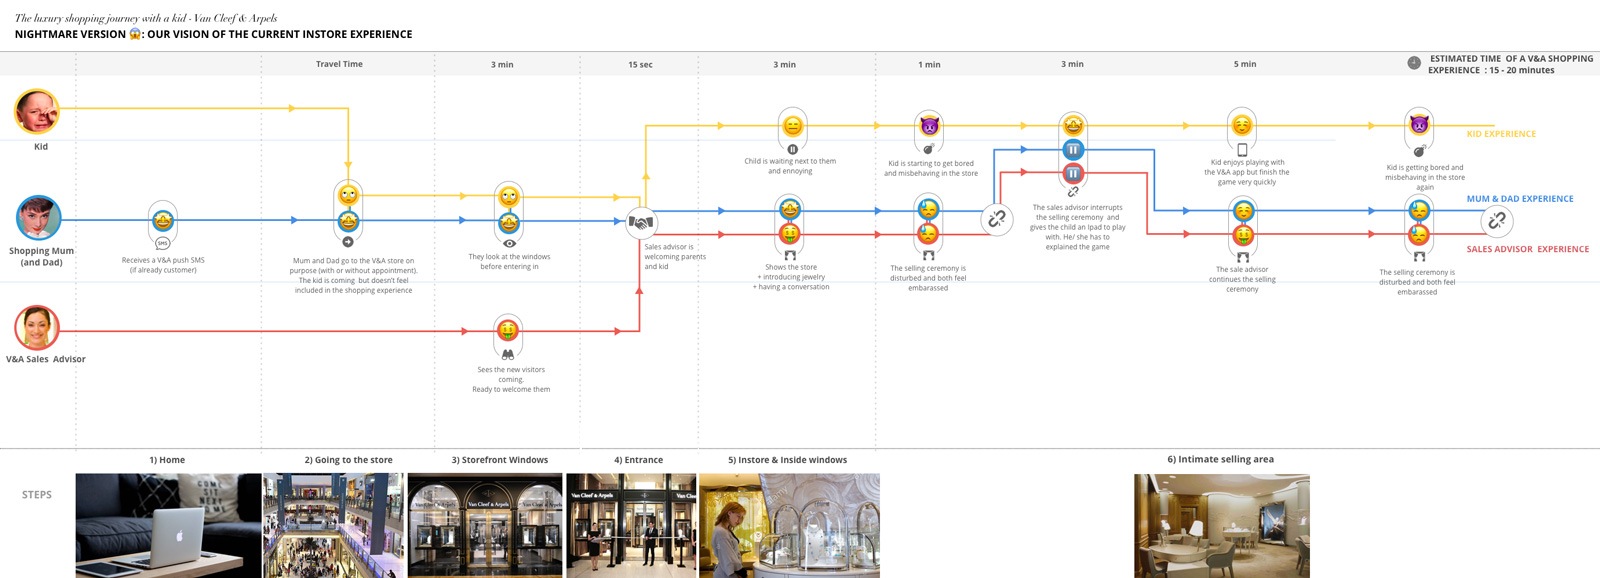 The luxury shopping journey with a kid - Van Cleef & Arpels
NIGHTMARE VERSION 😱: OUR VISION OF THE CURRENT INSTORE EXPERIENCE
Travel Time
3 min
15 sec
3 min
1 min
3 min
5 min
ESTIMATED TIME OF A V&A SHOPPING
EXPERIENCE : 15 - 20 minutes
Kid
Child is waiting next to them
and ennoying
Kid is starting to get bored
and misbehaving in the store
Kid enjoys playing with
the V&A app but finish the
game very quickly
Kid is getting bored and
misbehaving in the store
again
KID EXPERIENCE
Shopping Mum
(and Dad)
SMS
Receives a V&A push SMS
(if already customer)
Mum and Dad go to the V&A store on
purpose (with or without appointment).
The kid is coming but doesn't feel
included in the shopping experience
They look at the windows
before entering in
Sales advisor is
welcoming parents
and kid
Shows the store
+ introducing jewelry
+ having a conversation
The selling ceremony is
disturbed and both feel
embarassed
The sales advisor interrupts
the selling ceremony and
gives the child an Ipad to play
with. He/ she has to
explained the game
The sale advisor
continues the selling
ceremony
The selling ceremony is
disturbed and both feel
embarassed
MUM & DAD EXPERIENCE
SALES ADVISOR EXPERIENCE
V&A Sales Advisor
Sees the new visitors
coming.
Ready to welcome them
STEPS
1) Home
2) Going to the store
3) Storefront Windows
4) Entrance
5) Instore & Inside windows
6) Intimate selling area
COME
SIT
NEXT
Van Cleef & Arpels
Van Cleef & Arpels
Van Cleef & Arpels
Van Cleef & Arpels